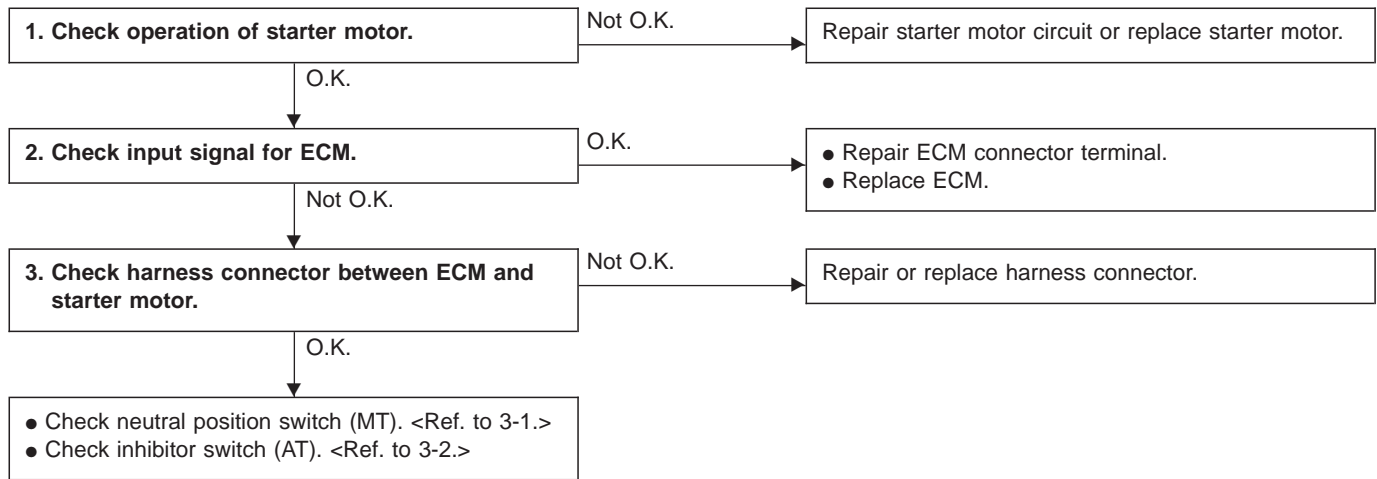 1. Check operation of starter motor.
Not O.K.
Repair starter motor circuit or replace starter motor.
O.K.
2. Check input signal for ECM.
O.K.
● Repair ECM connector terminal.
● Replace ECM.
Not O.K.
3. Check harness connector between ECM and
starter motor.
Not O.K.
Repair or replace harness connector.
O.K.
● Check neutral position switch (MT). <Ref. to 3-1.>
● Check inhibitor switch (AT). <Ref. to 3-2.>